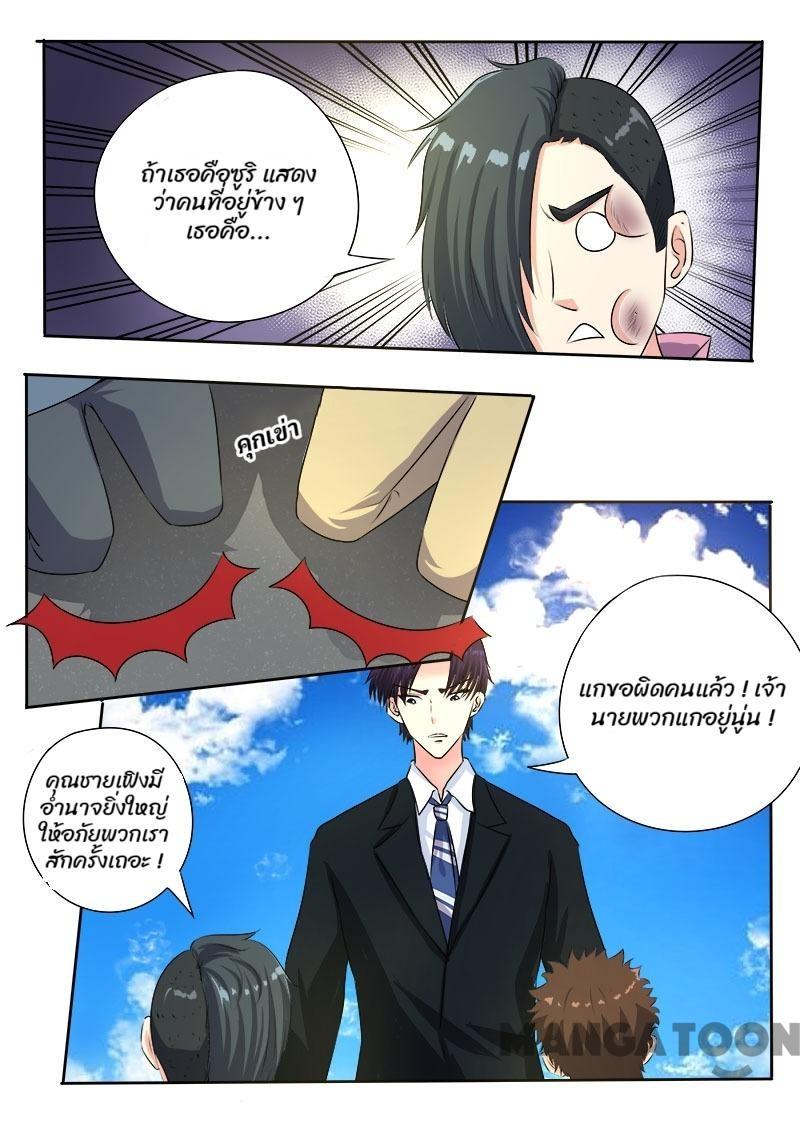 ถ้าเธอคือซูริ แสดง
ว่าคนที่อยู่ข้าง ๆ
เธอคือ...
คุกเข่า
แกขอผิดคนแล้ว ! เจ้า
นายพวกแกอยู่นู่น !
คุณชายเฟิงมี
อำนาจยิ่งใหญ่
ให้อภัยพวกเรา
สักครั้งเถอะ !
MANGATOON